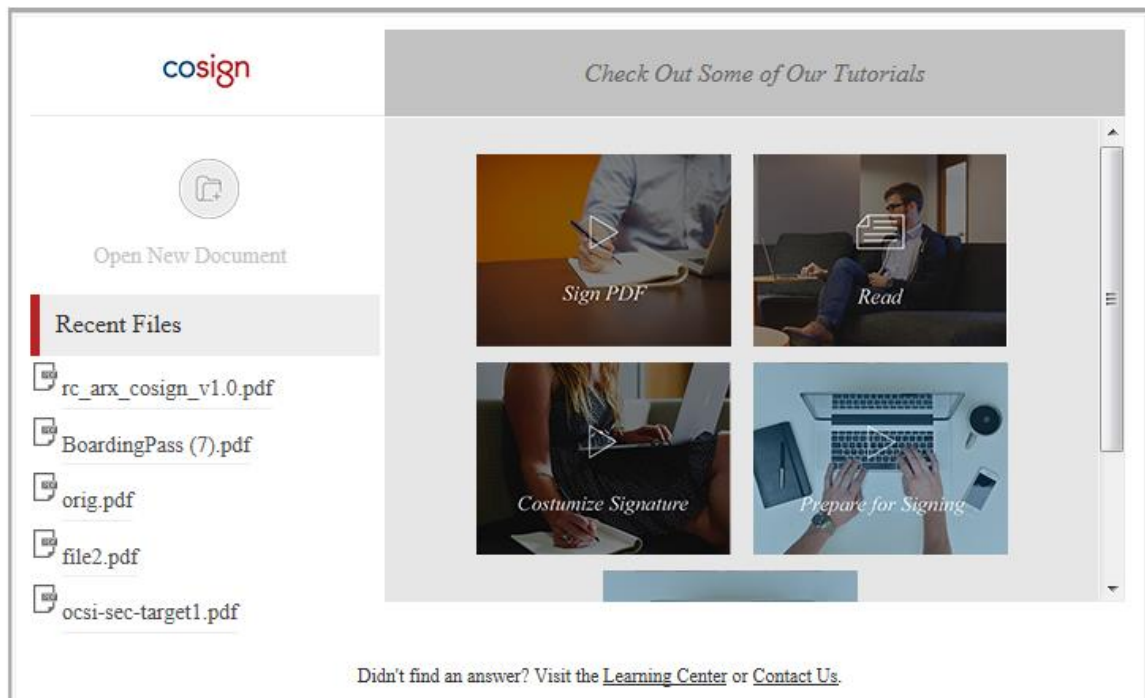 cosign
Check Out Some of Our Tutorials
Open New Document
Recent Files
rc_arx_cosign_v1.0.pdf
BoardingPass (7).pdf
orig.pdf
file2.pdf
ocsi-sec-target1.pdf
Sign PDF
Read
Costumize Signature
Prepare for Signing
Didn't find an answer? Visit the Learning Center or Contact Us.